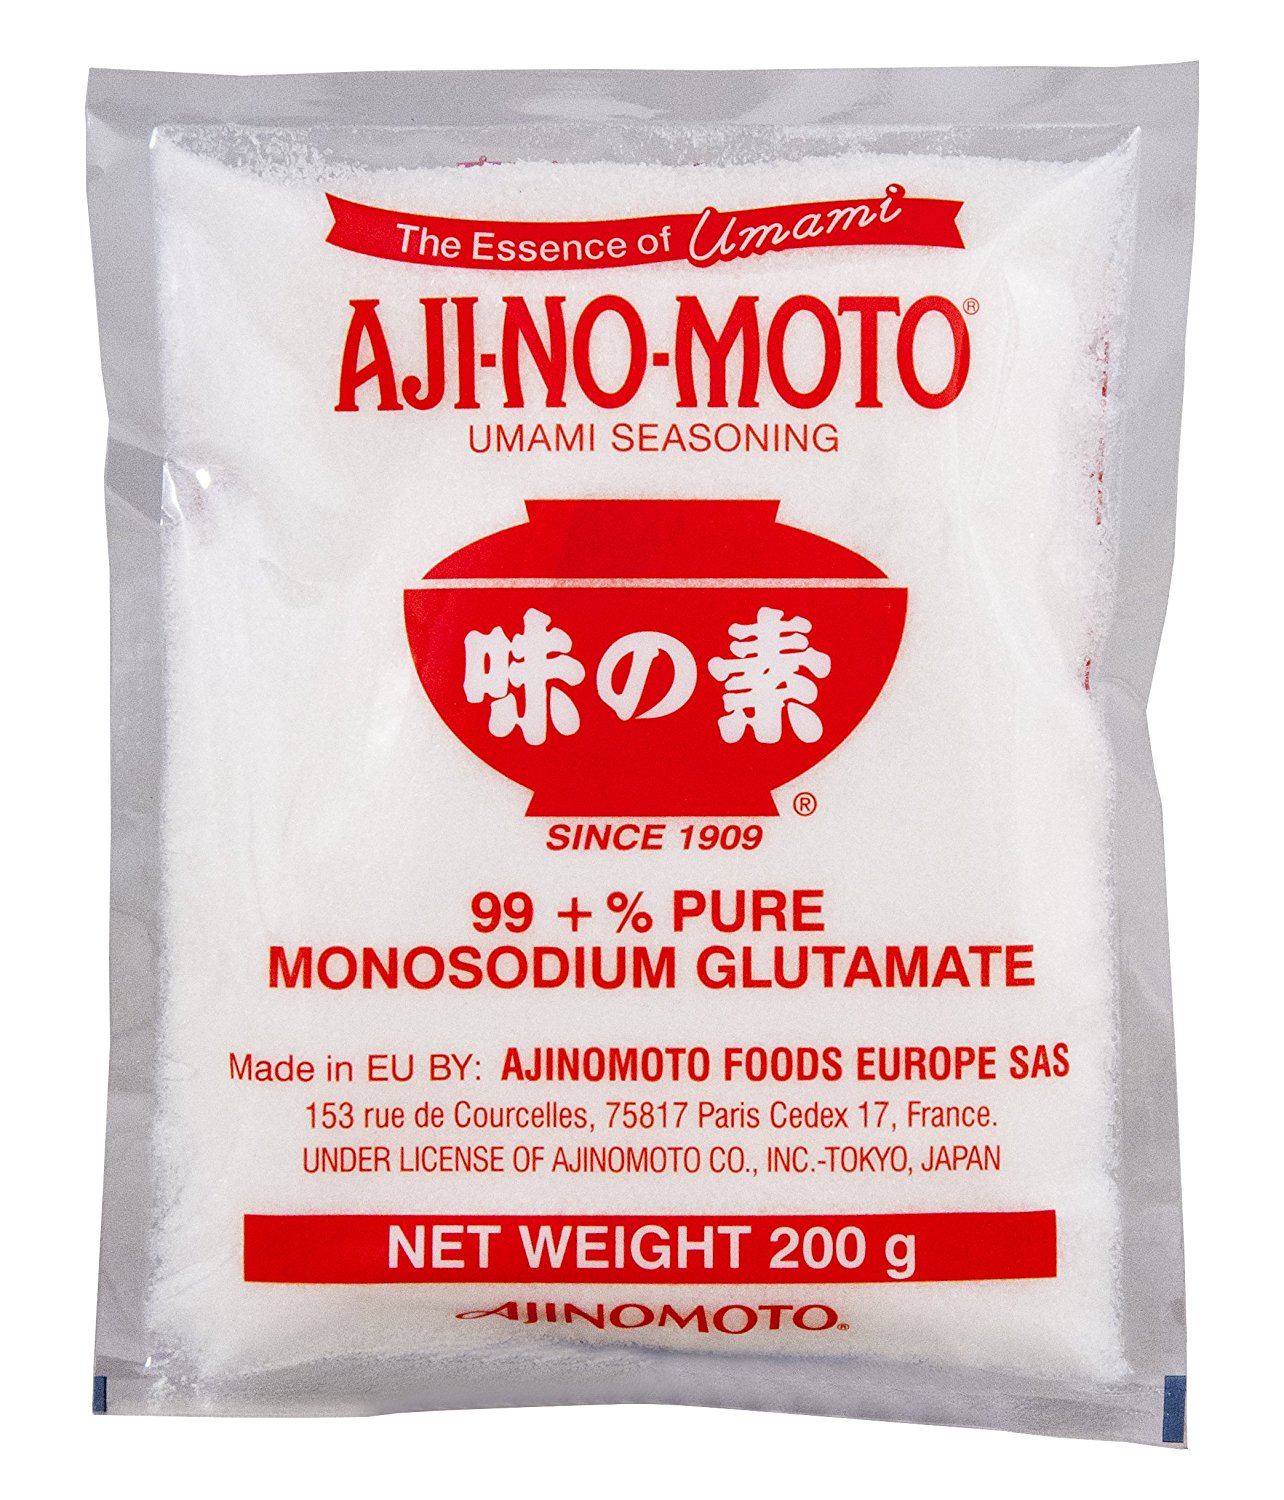 The Essence of Umami
AJI-NO-MOTO®
UMAMI SEASONING
味の素
®
SINCE 1909
99 + % PURE
MONOSODIUM GLUTAMATE
Made in EU BY: AJINOMOTO FOODS EUROPE SAS
153 rue de Courcelles, 75817 Paris Cedex 17, France.
UNDER LICENSE OF AJINOMOTO CO., INC.-TOKYO, JAPAN
NET WEIGHT 200 g
AJINOMOTO®